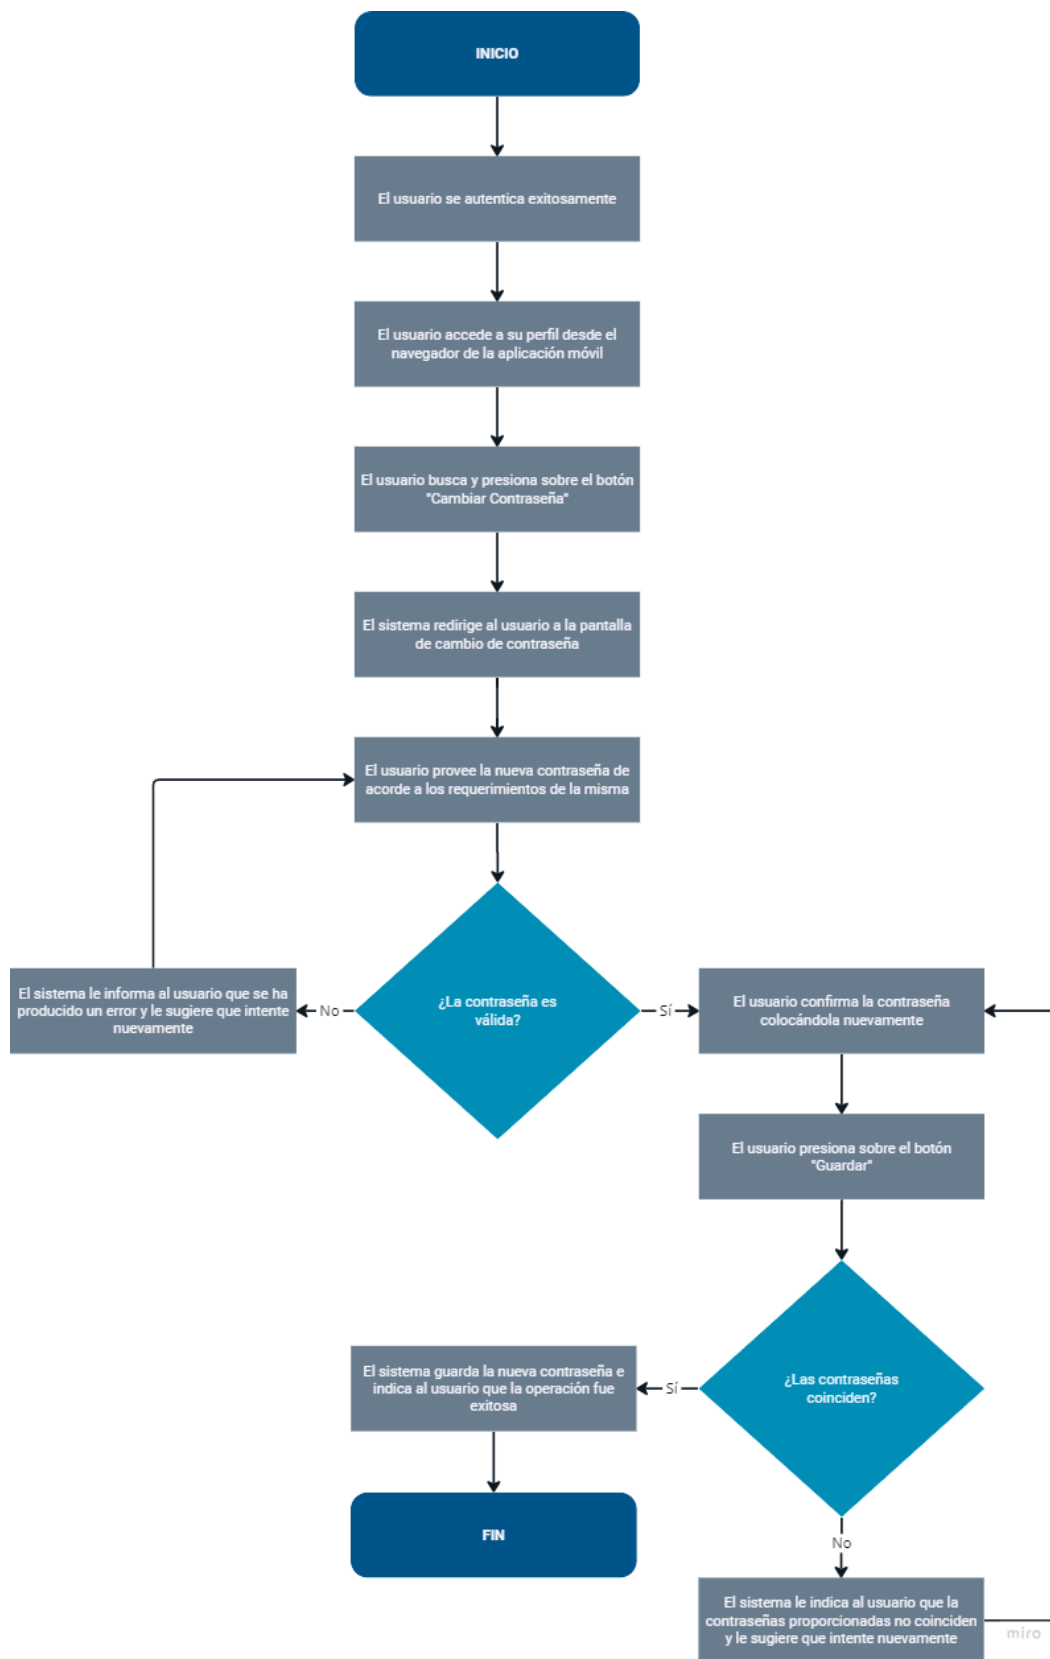 INICIO
El usuario se autentica exitosamente
El usuario accede a su perfil desde el
navegador de la aplicación móvil
El usuario busca y presiona sobre el botón
"Cambiar Contraseña"
El sistema redirige al usuario a la pantalla
de cambio de contraseña
El usuario provee la nueva contraseña de
acorde a los requerimientos de la misma
¿La contraseña es
válida?
No
El sistema le informa al usuario que se ha
producido un error y le sugiere que intente
nuevamente
Sí
El usuario confirma la contraseña
colocándola nuevamente
El usuario presiona sobre el botón
"Guardar"
¿Las contraseñas
coinciden?
Sí
El sistema guarda la nueva contraseña e
indica al usuario que la operación fue
exitosa
FIN
No
El sistema le indica al usuario que la
contraseñas proporcionadas no coinciden
y le sugiere que intente nuevamente
miro